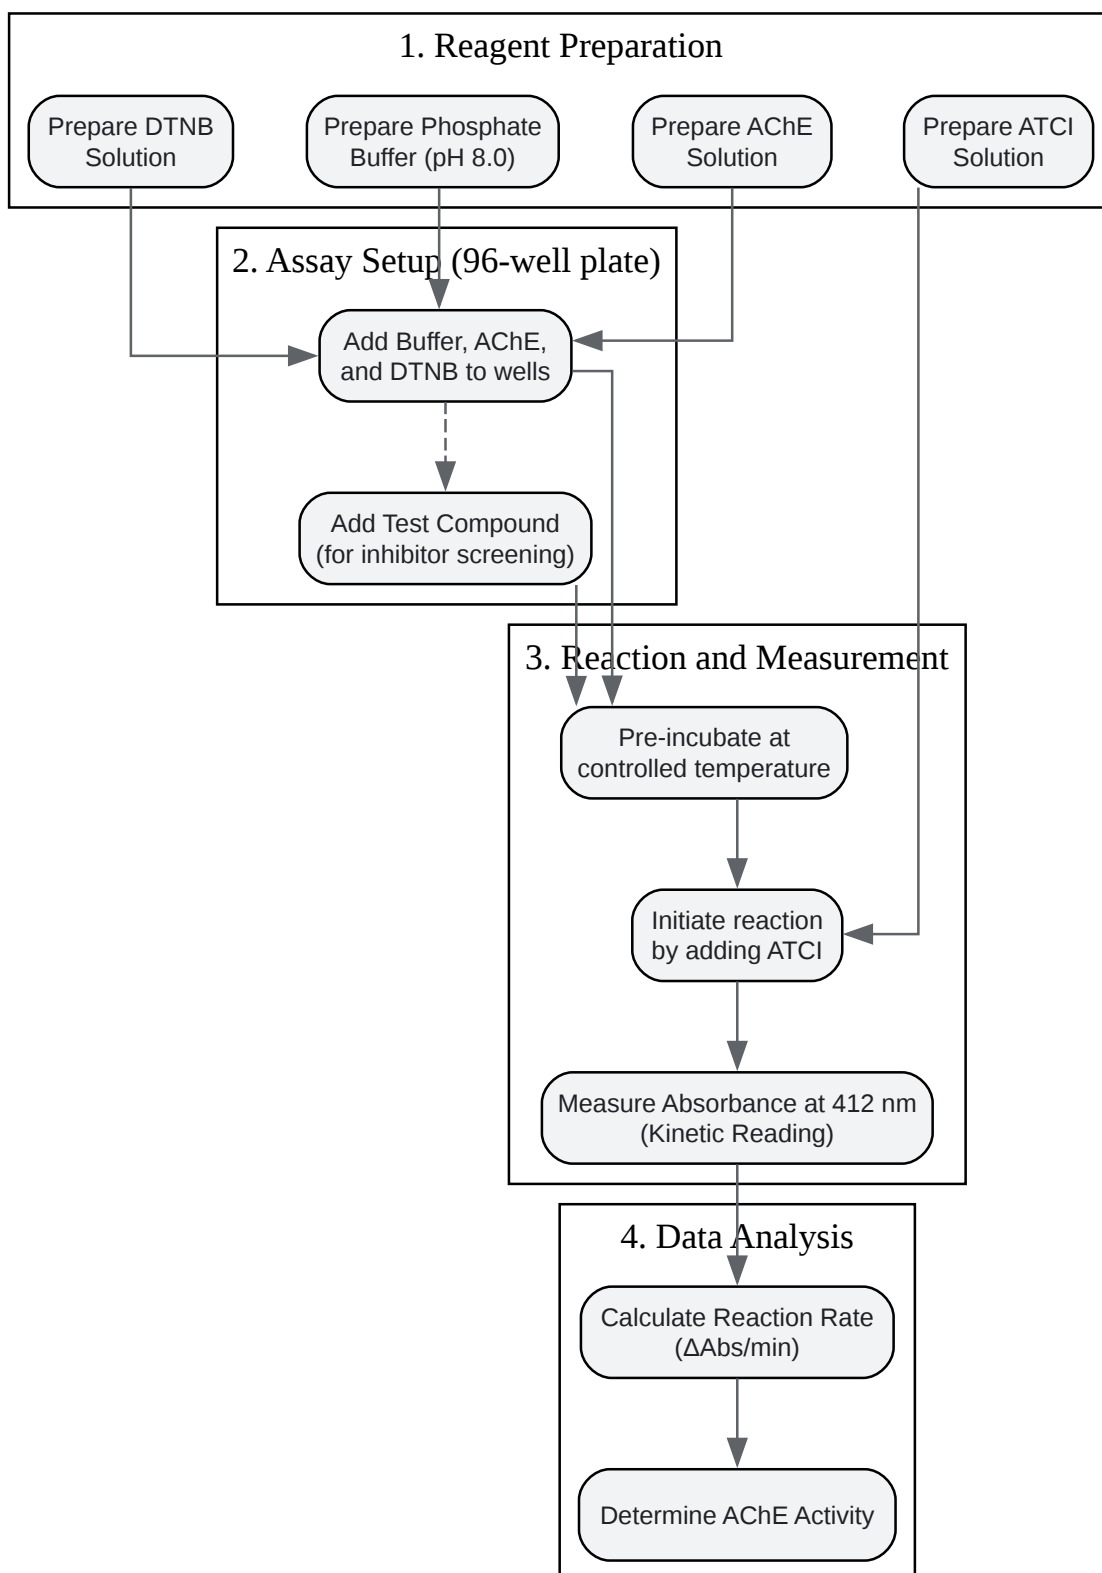 1. Reagent Preparation
Prepare DTNB
Solution
Prepare Phosphate
Buffer (pH 8.0)
Prepare AChE
Solution
Prepare ATCI
Solution
2. Assay Setup (96-well plate)
Add Buffer, AChE,
and DTNB to wells
Add Test Compound
(for inhibitor screening)
3. Reaction and Measurement
Pre-incubate at
controlled temperature
Initiate reaction
by adding ATCI
Measure Absorbance at 412 nm
(Kinetic Reading)
4. Data Analysis
Calculate Reaction Rate
(ΔAbs/min)
Determine AChE Activity